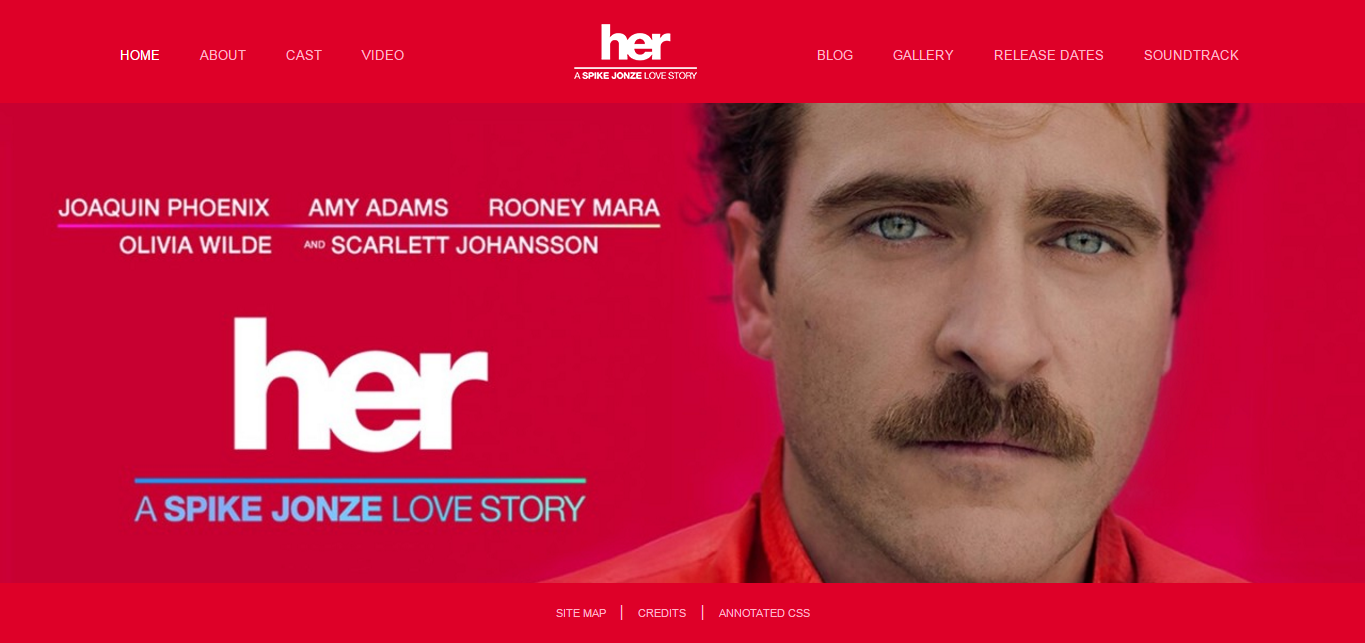 HOME ABOUT CAST VIDEO
her
A SPIKE JONZE LOVE STORY
BLOG GALLERY RELEASE DATES SOUNDTRACK
JOAQUIN PHOENIX AMY ADAMS ROONEY MARA
OLIVIA WILDE AND SCARLETT JOHANSSON
her
A SPIKE JONZE LOVE STORY
SITE MAP | CREDITS | ANNOTATED CSS